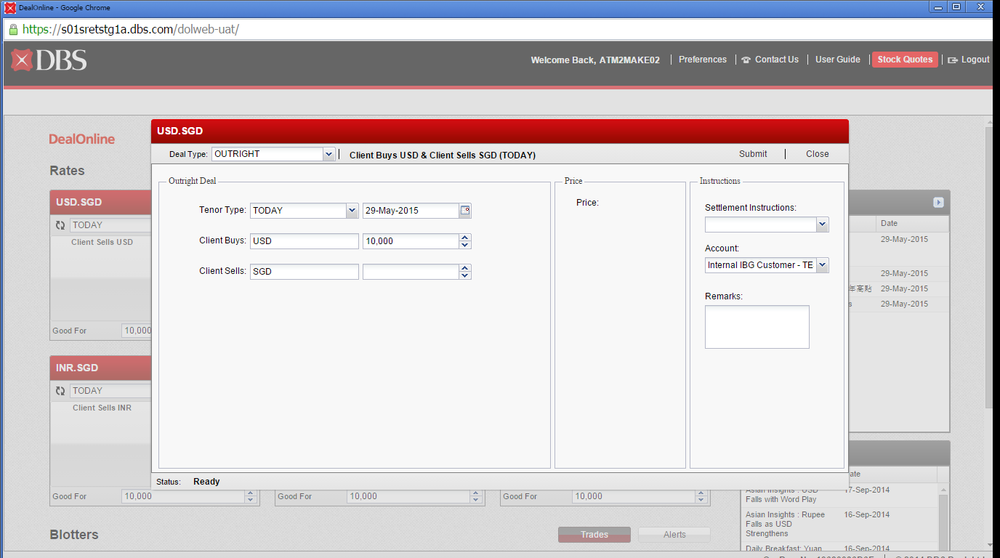 DealOnline - Google Chrome
https://s01sretstg1a.dbs.com/dolweb-uat/
DBS
Welcome Back, ATM2MAKE02
Preferences
Contact Us
User Guide
Stock Quotes
Logout
DealOnline
Rates
USD.SGD
TODAY
Client Sells USD
Good For
10,000
INR.SGD
TODAY
Client Sells INR
Good For
10,000
Good For
10,000
Good For
10,000
Blotters
Trades
Alerts
USD.SGD
Deal Type:
OUTRIGHT
Client Buys USD & Client Sells SGD (TODAY)
Submit
Close
Outright Deal
Tenor Type:
TODAY
29-May-2015
Client Buys:
USD
10,000
Client Sells:
SGD
Price
Price:
Instructions
Settlement Instructions:
Account:
Internal IBG Customer - TE
Remarks:
Status:
Ready
Date
29-May-2015
29-May-2015
年高點
29-May-2015
s
29-May-2015
ate
Asian Insights : USD
Falls with Word Play
17-Sep-2014
Asian Insights : Rupee
Falls as USD
Strengthens
16-Sep-2014
Daily Breakfast: Yuan
16-Sep-2014